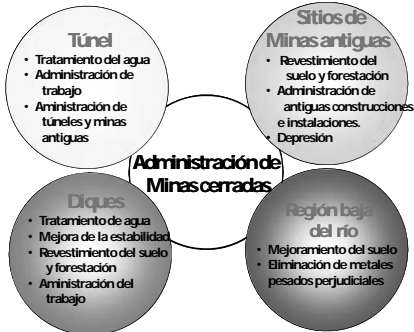 Túnel
• Tratamiento del agua
• Administración de
trabajo
• Aministración de
túneles y minas
antiguas
Sitios de
Minas antiguas
• Revestimiento del
suelo y forestación
• Administración de
antiguas construcciones
e instalaciones.
• Depresión
Administración de
Minas cerradas
Diques
• Tratamiento de agua
• Mejora de la estabilidad
• Revestimiento del suelo
y forestación
• Aministración del
trabajo
Región baja
del río
• Mejoramiento del suelo
• Eliminación de metales
pesados perjudiciales